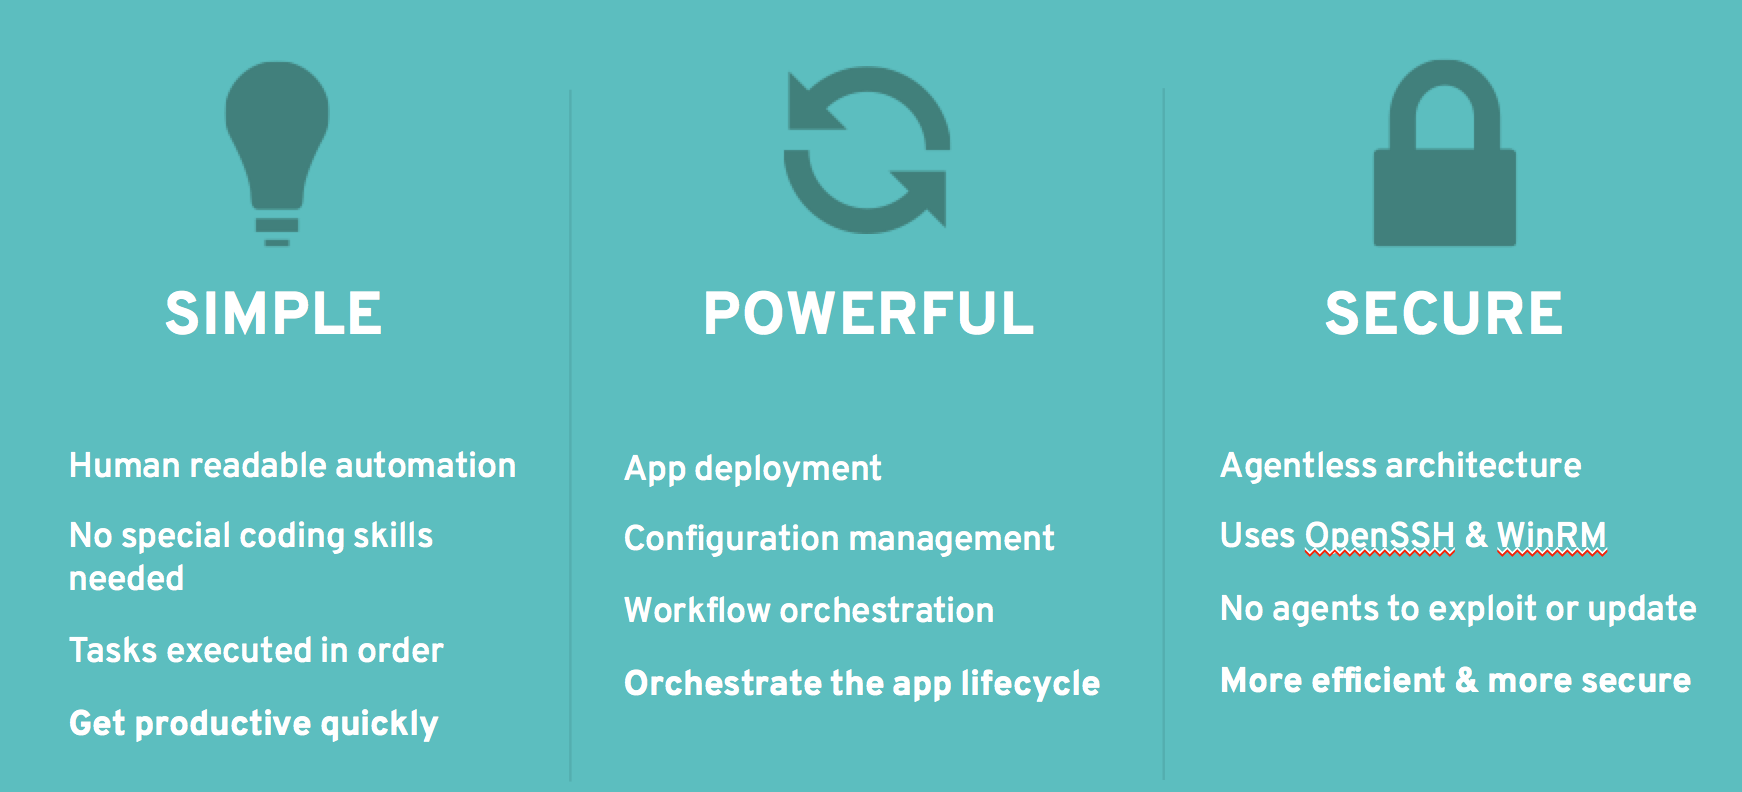 SIMPLE
Human readable automation
No special coding skills
needed
Tasks executed in order
Get productive quickly
POWERFUL
App deployment
Configuration management
Workflow orchestration
Orchestrate the app lifecycle
SECURE
Agentless architecture
Uses OpenSSH & WinRM
No agents to exploit or update
More efficient & more secure